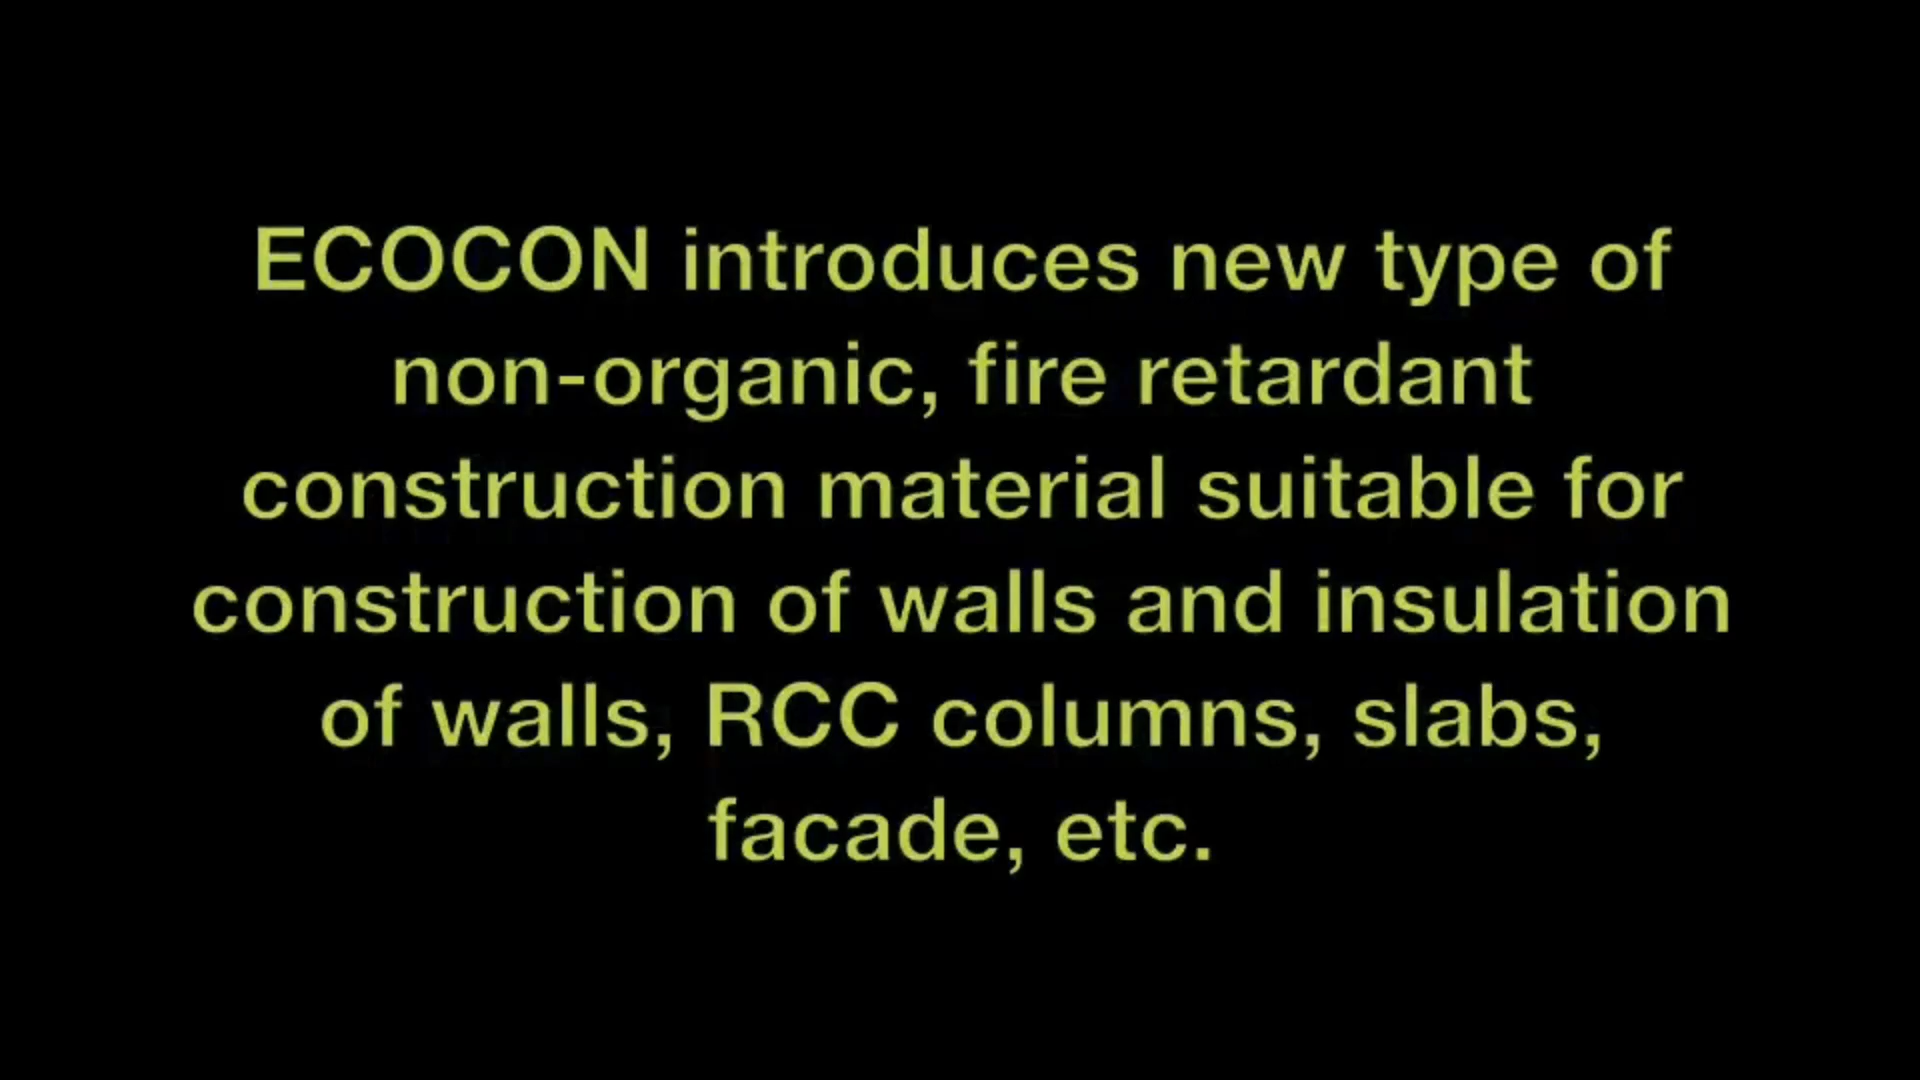 ECOCON introduces new type of
non-organic, fire retardant
construction material suitable for
construction of walls and insulation
of walls, RCC columns, slabs,
facade, etc.